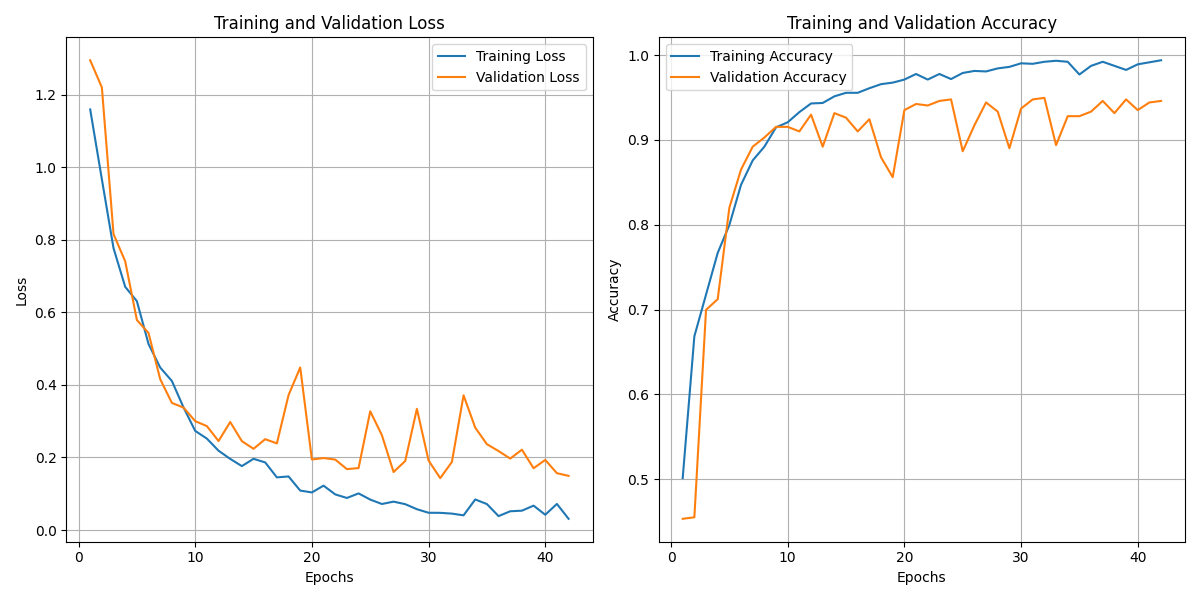 Training and Validation Loss
Training Loss
Validation Loss
Loss
1.2
1.0
0.8
0.6
0.4
0.2
0.0
0
10
20
30
40
Epochs
Training and Validation Accuracy
Training Accuracy
Validation Accuracy
Accuracy
1.0
0.9
0.8
0.7
0.6
0.5
0
10
20
30
40
Epochs